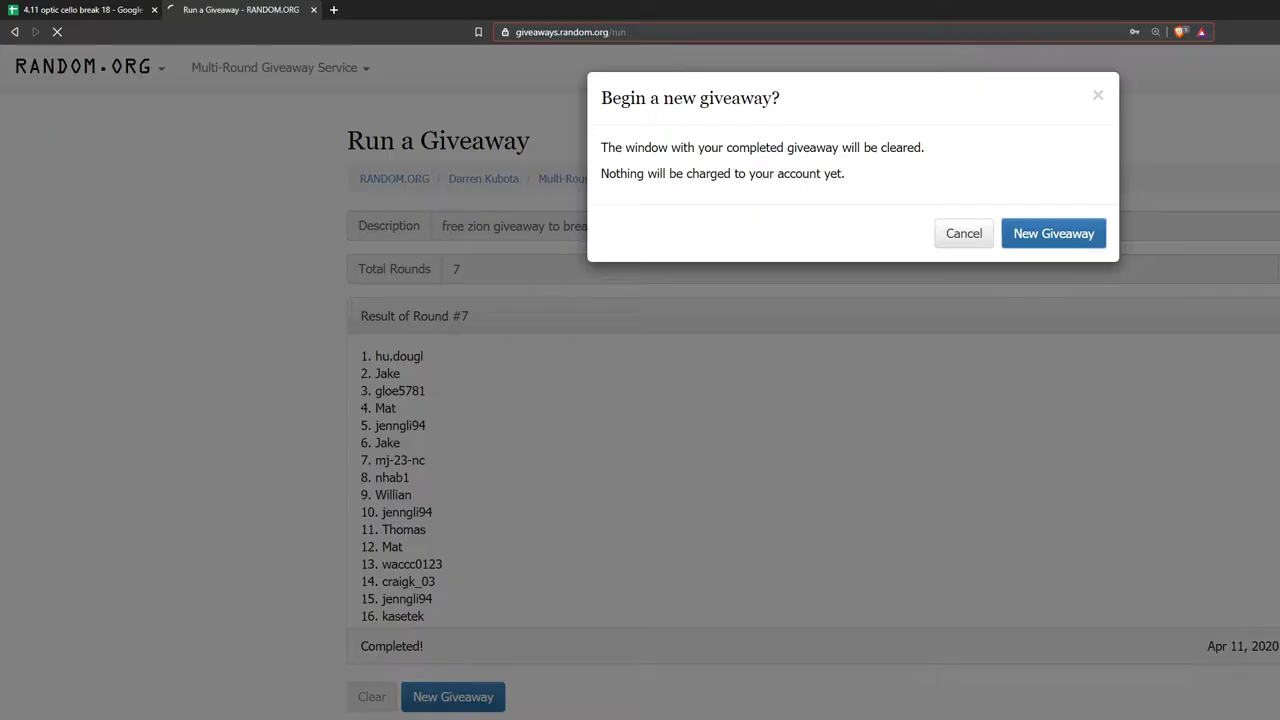 4.11 optic cello break 18 - Google
Run a Giveaway - RANDOM.ORG
giveaways.random.org/run...
RANDOM.ORG
Multi-Round Giveaway Service
Begin a new giveaway?
The window with your completed giveaway will be cleared.
Nothing will be charged to your account yet.
Cancel
New Giveaway
Run a Giveaway
RANDOM.ORG / Darren Kubota / Multi-Rou
Description
free zion giveaway to brea
Total Rounds
7
Result of Round #7
1. hu.dougl
2. Jake
3. gloe5781
4. Mat
5. jenngli94
6. Jake
7. mj-23-nc
8. nhab1
9. Willian
10. jenngli94
11. Thomas
12. Mat
13. waccc0123
14. craigk_03
15. jenngli94
16. kasetek
Completed!
Apr 11, 2020
Clear
New Giveaway